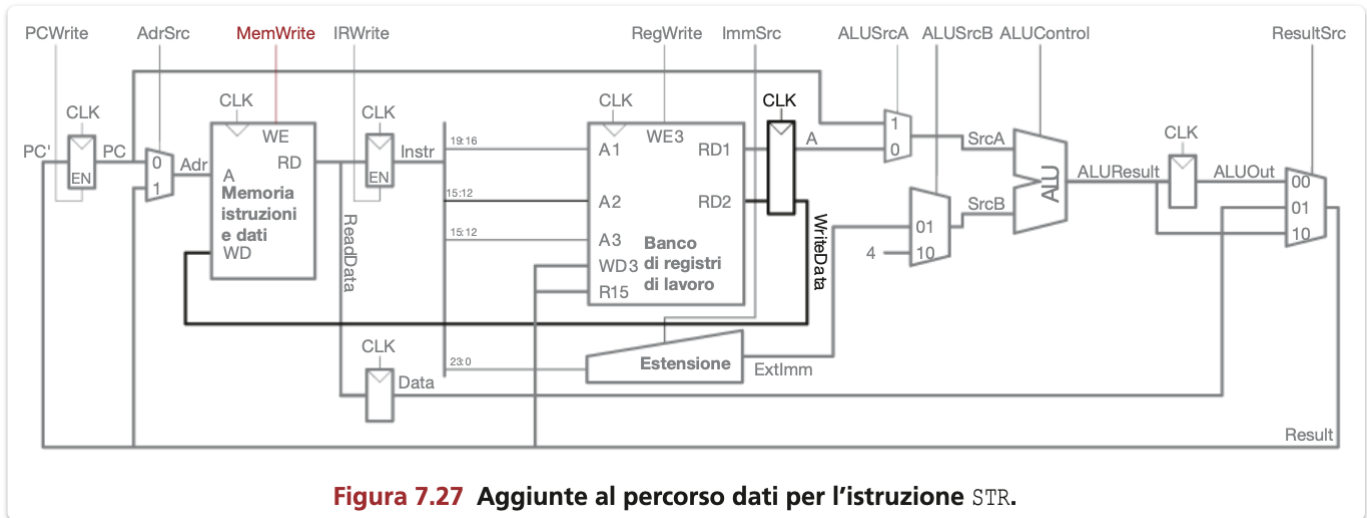 PCWrite AdrSrc MemWrite IRWrite RegWrite ImmSrc ALUSrcA ALUSrcB ALUControl ResultSrc
CLK CLK CLK CLK CLK CLK
PC' PC EN 0 1 Adr
WE RD A
Memoria
istruzioni
e dati
WD
EN Instr
ReadData
19:16
15:12
15:12
23:0
A1 WE3 RD1
A2 RD2
A3
WD3
R15
Banco
di registri
di lavoro
A
WriteData
1
0
SrcA
01
10
4
SrcB
ALU
ALUResult
CLK
ALUOut
00
01
10
CLK
Data
Estensione
ExtImm
Result
Figura 7.27 Aggiunte al percorso dati per l'istruzione STR.